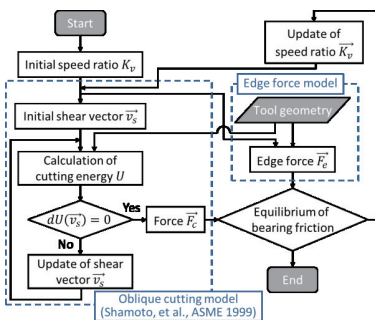 Start
Initial speed ratio K_v
Update of
speed ratio \vec{K_v}
Edge force model
Initial shear vector \vec{v_s}
Tool geometry
Calculation of
cutting energy U
Edge force \vec{F_e}
dU(\vec{v_s}) = 0
Yes
Force \vec{F_c}
Equilibrium of
bearing friction
No
Update of shear
vector \vec{v_s}
End
Oblique cutting model
(Shamoto, et al., ASME 1999)